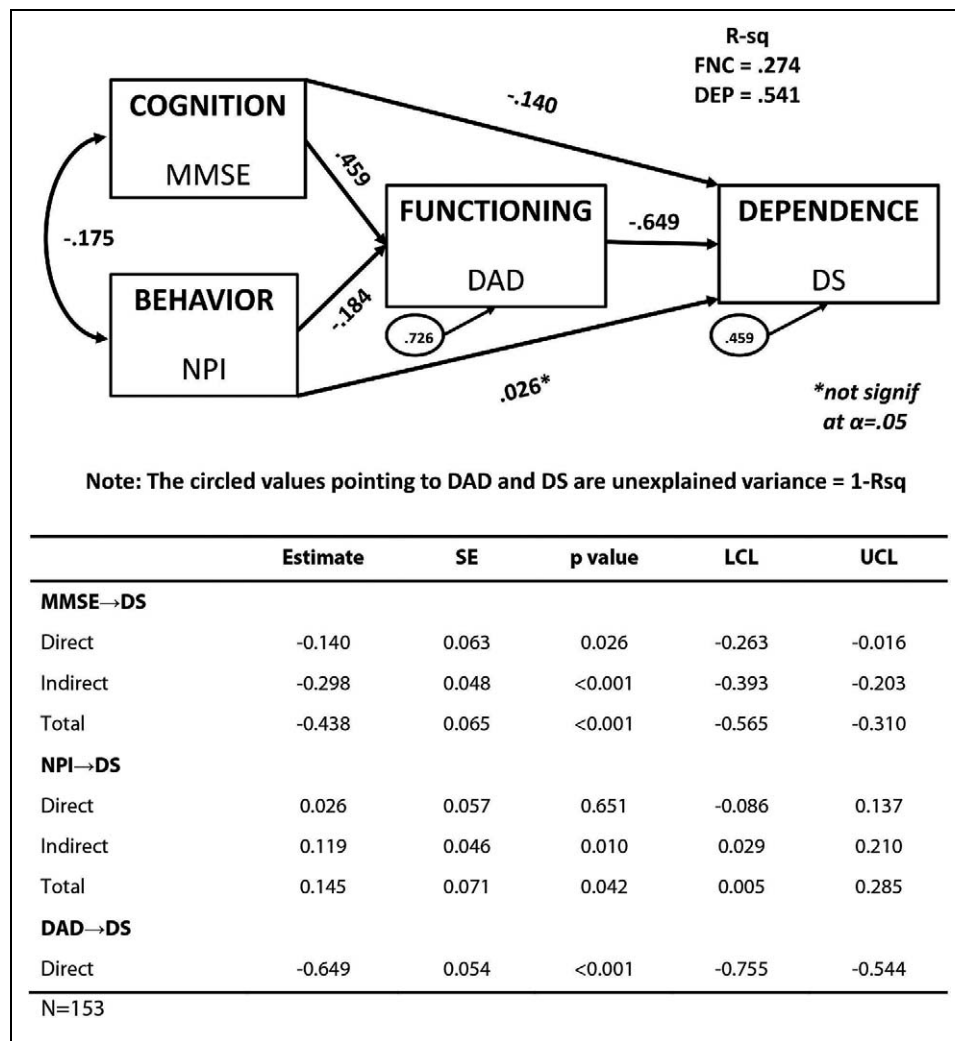 R-sq
FNC = .274
DEP = .541
-.140
COGNITION
MMSE
.459
-.175
FUNCTIONING
DAD
-.649
DEPENDENCE
DS
BEHAVIOR
NPI
-.184
.726
.459
.026*
*not signif
at α=.05
Note: The circled values pointing to DAD and DS are unexplained variance = 1-Rsq
Estimate SE p value LCL UCL
MMSE→DS
Direct -0.140 0.063 0.026 -0.263 -0.016
Indirect -0.298 0.048 <0.001 -0.393 -0.203
Total -0.438 0.065 <0.001 -0.565 -0.310
NPI→DS
Direct 0.026 0.057 0.651 -0.086 0.137
Indirect 0.119 0.046 0.010 0.029 0.210
Total 0.145 0.071 0.042 0.005 0.285
DAD→DS
Direct -0.649 0.054 <0.001 -0.755 -0.544
N=153